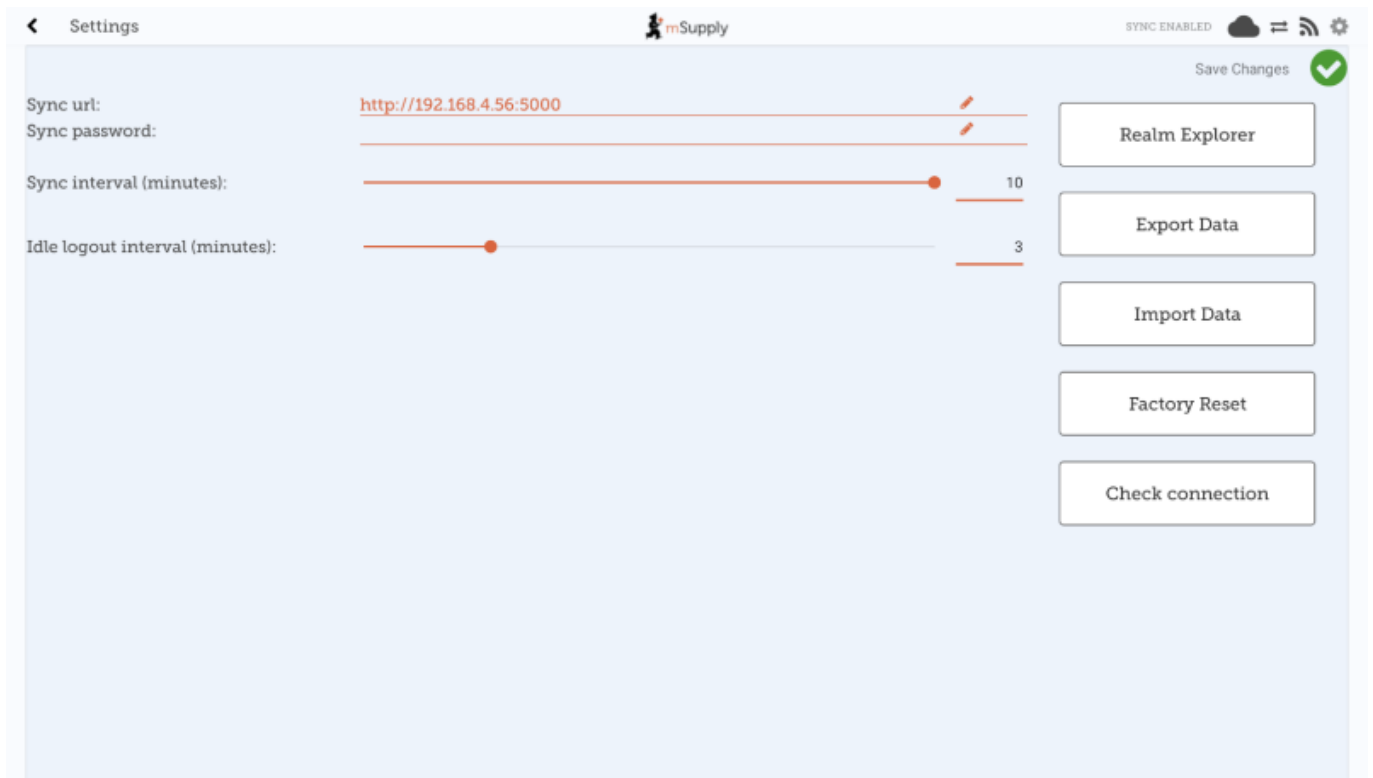 Settings
mSupply
SYNC ENABLED
Save Changes
Sync url:
http://192.168.4.56:5000
Sync password:
Sync interval (minutes):
10
Idle logout interval (minutes):
3
Realm Explorer
Export Data
Import Data
Factory Reset
Check connection